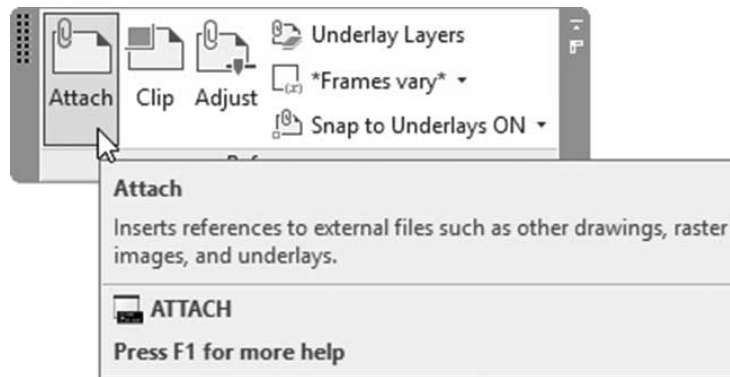 Underlay Layers
*Frames vary*
Attach Clip Adjust
Snap to Underlays ON
Attach
Inserts references to external files such as other drawings, raster
images, and underlays.
ATTACH
Press F1 for more help